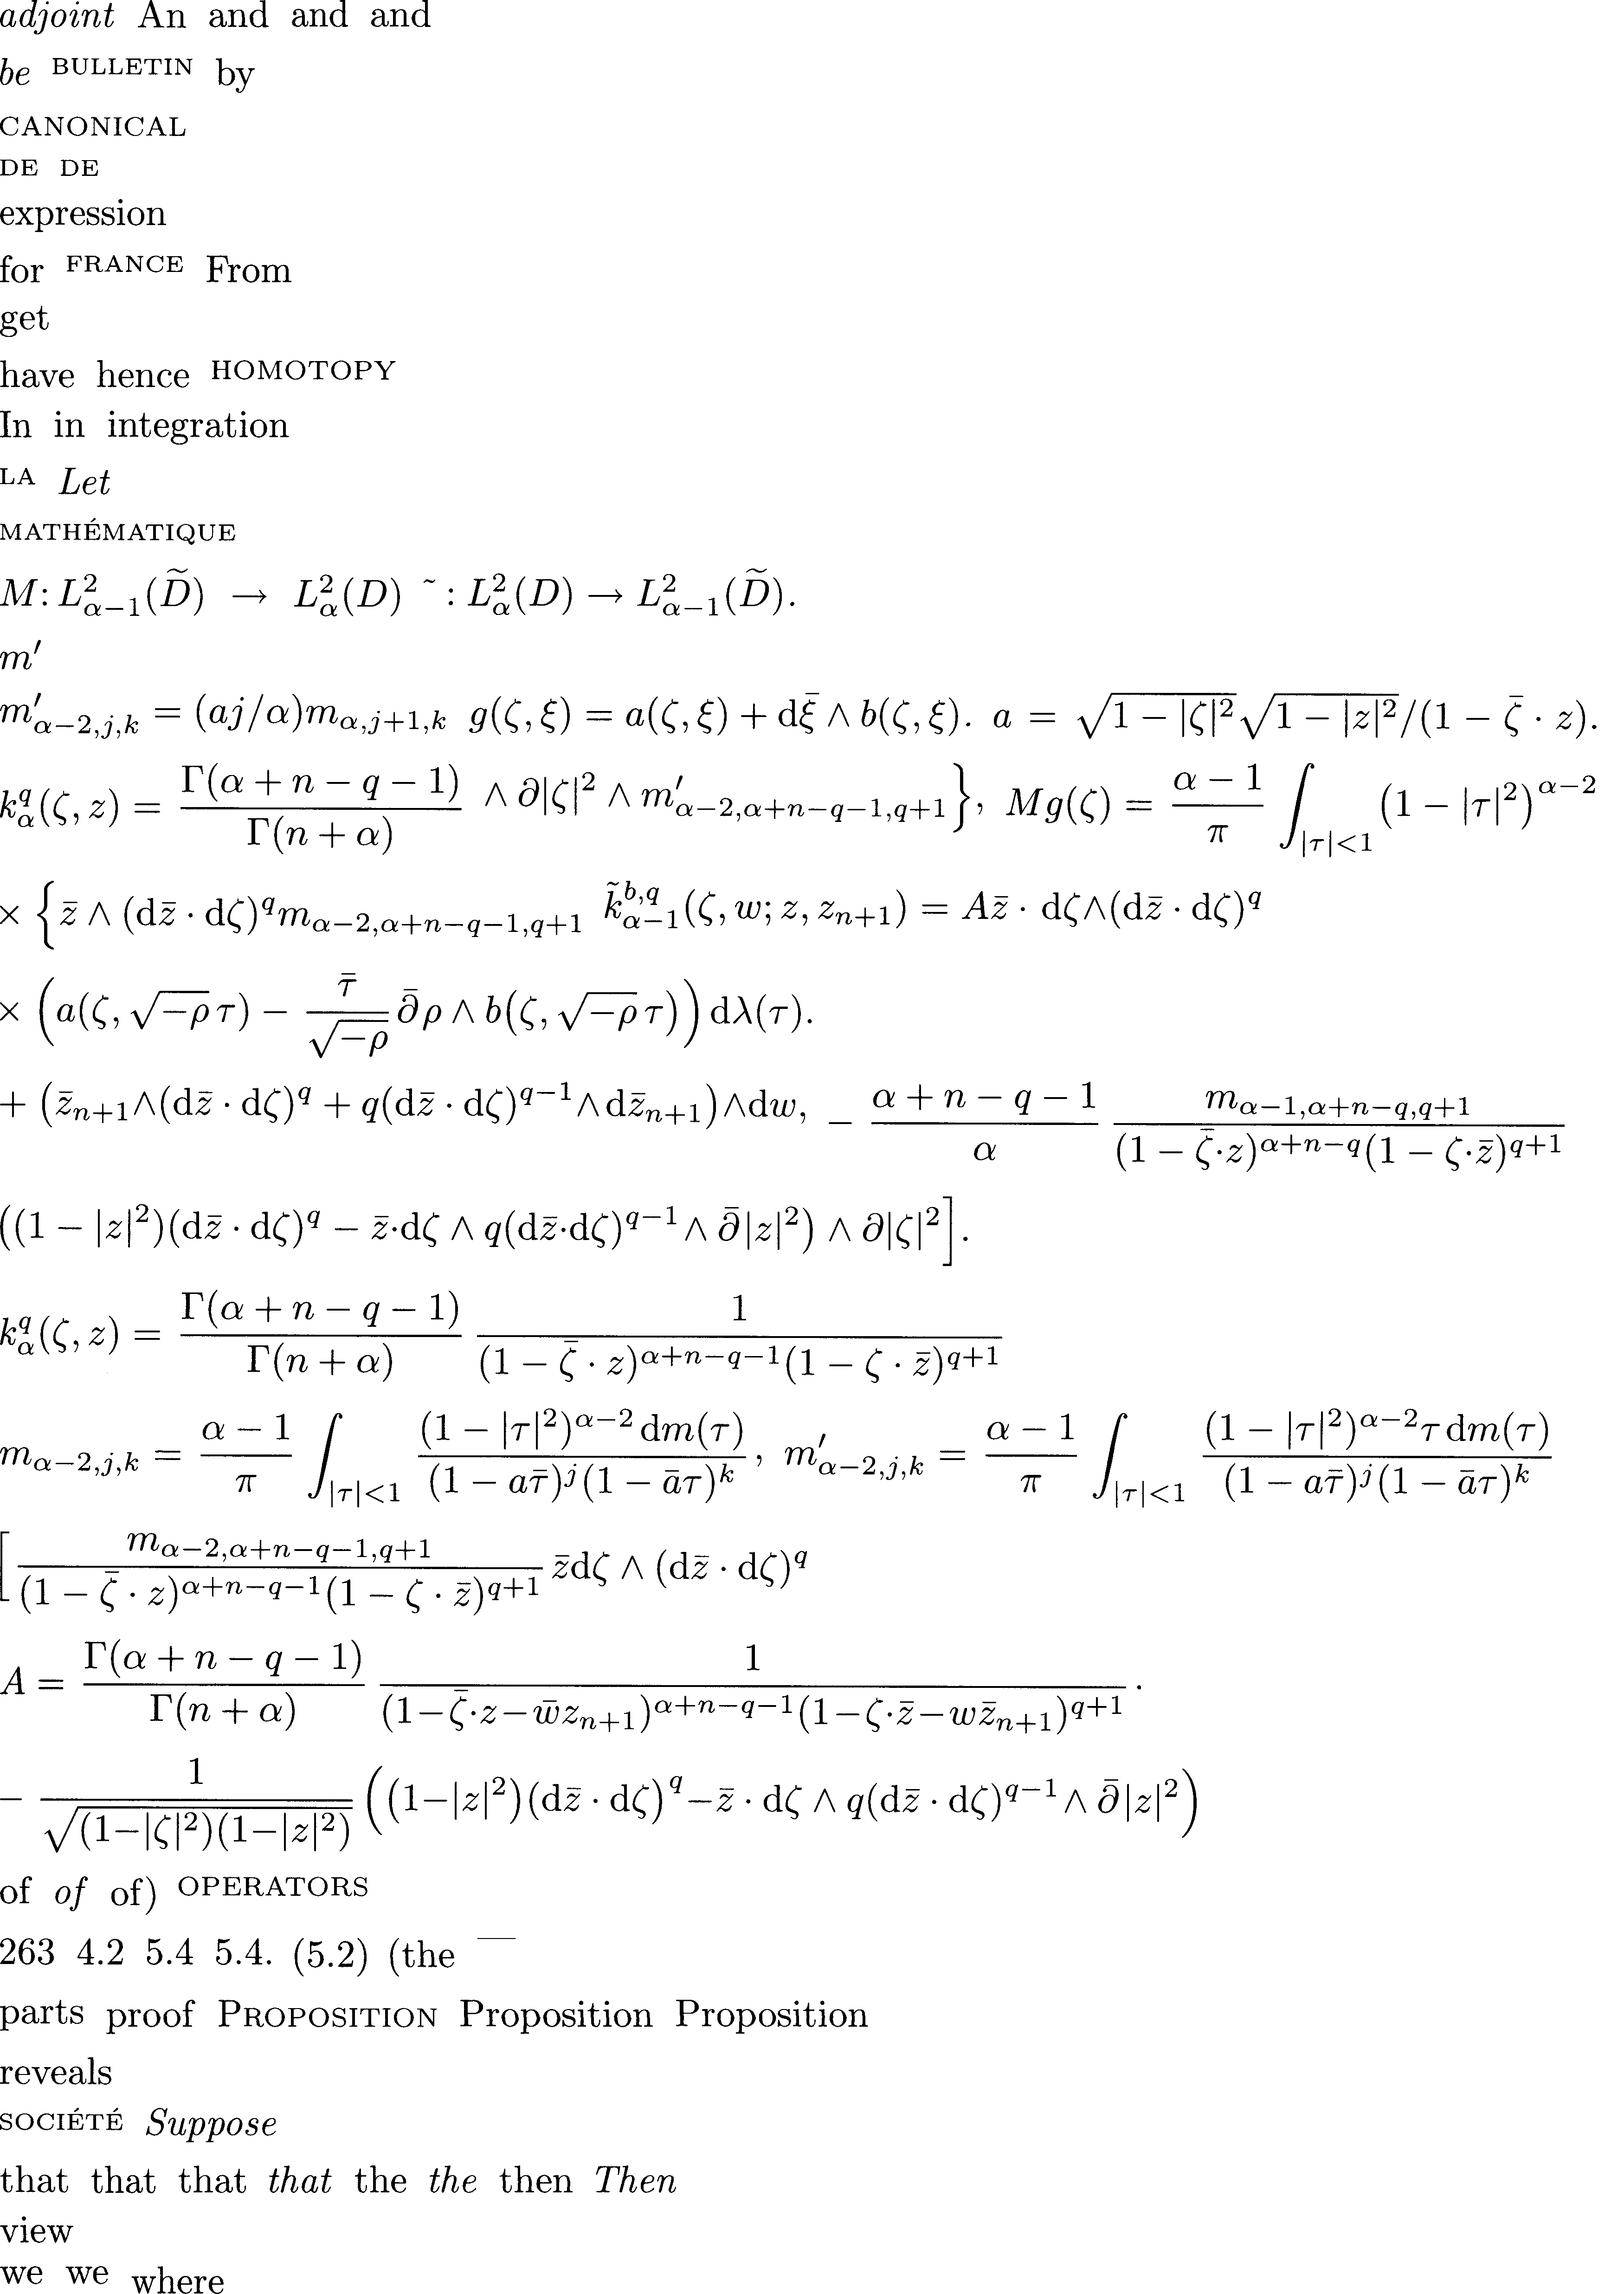 adjoint An and and and
be BULLETIN by
CANONICAL
DE DE
expression
for FRANCE From
get
have hence HOMOTOPY
In in integration
LA Let
MATHÉMATIQUE
$M\colon L^2_{\alpha-1}(\widetilde{D}) \to L^2_\alpha(D)$ $\tilde{\ } : L^2_\alpha(D) \to L^2_{\alpha-1}(\widetilde{D}).$
$m'$
$m'_{\alpha-2,j,k} = (aj/\alpha)m_{\alpha,j+1,k}$ $g(\zeta,\xi) = a(\zeta,\xi) + \mathrm{d}\bar{\xi} \wedge b(\zeta,\xi).$ $a = \sqrt{1-|\zeta|^2}\sqrt{1-|z|^2}/(1-\bar{\zeta}\cdot z).$
$k^q_\alpha(\zeta,z) = \frac{\Gamma(\alpha+n-q-1)}{\Gamma(n+\alpha)}$ $\wedge\, \partial|\zeta|^2 \wedge m'_{\alpha-2,\alpha+n-q-1,q+1}\Big\},$ $Mg(\zeta) = \frac{\alpha-1}{\pi}\int_{|\tau|<1}\left(1-|\tau|^2\right)^{\alpha-2}$
$\times \Big\{\bar{z} \wedge (\mathrm{d}\bar{z}\cdot\mathrm{d}\zeta)^q m_{\alpha-2,\alpha+n-q-1,q+1}$ $\tilde{k}^{b,q}_{\alpha-1}(\zeta,w;z,z_{n+1}) = A\bar{z}\cdot\mathrm{d}\zeta\wedge(\mathrm{d}\bar{z}\cdot\mathrm{d}\zeta)^q$
$\times \left(a(\zeta,\sqrt{-\rho}\,\tau) - \frac{\bar{\tau}}{\sqrt{-\rho}}\bar{\partial}\rho \wedge b(\zeta,\sqrt{-\rho}\,\tau)\right)\mathrm{d}\lambda(\tau).$
$+ \left(\bar{z}_{n+1}\wedge(\mathrm{d}\bar{z}\cdot\mathrm{d}\zeta)^q + q(\mathrm{d}\bar{z}\cdot\mathrm{d}\zeta)^{q-1}\wedge\mathrm{d}\bar{z}_{n+1}\right)\wedge\mathrm{d}w,$ $- \frac{\alpha+n-q-1}{\alpha}\frac{m_{\alpha-1,\alpha+n-q,q+1}}{(1-\bar{\zeta}\cdot z)^{\alpha+n-q}(1-\zeta\cdot\bar{z})^{q+1}}$
$\left((1-|z|^2)(\mathrm{d}\bar{z}\cdot\mathrm{d}\zeta)^q - \bar{z}\cdot\mathrm{d}\zeta \wedge q(\mathrm{d}\bar{z}\cdot\mathrm{d}\zeta)^{q-1} \wedge \bar{\partial}|z|^2\right) \wedge \partial|\zeta|^2\Big].$
$k^q_\alpha(\zeta,z) = \frac{\Gamma(\alpha+n-q-1)}{\Gamma(n+\alpha)}\frac{1}{(1-\bar{\zeta}\cdot z)^{\alpha+n-q-1}(1-\zeta\cdot\bar{z})^{q+1}}$
$m_{\alpha-2,j,k} = \frac{\alpha-1}{\pi}\int_{|\tau|<1}\frac{(1-|\tau|^2)^{\alpha-2}\,\mathrm{d}m(\tau)}{(1-a\bar{\tau})^j(1-\bar{a}\tau)^k},$ $m'_{\alpha-2,j,k} = \frac{\alpha-1}{\pi}\int_{|\tau|<1}\frac{(1-|\tau|^2)^{\alpha-2}\tau\,\mathrm{d}m(\tau)}{(1-a\bar{\tau})^j(1-\bar{a}\tau)^k}$
$\Big[\frac{m_{\alpha-2,\alpha+n-q-1,q+1}}{(1-\bar{\zeta}\cdot z)^{\alpha+n-q-1}(1-\zeta\cdot\bar{z})^{q+1}}\bar{z}\mathrm{d}\zeta \wedge (\mathrm{d}\bar{z}\cdot\mathrm{d}\zeta)^q$
$A = \frac{\Gamma(\alpha+n-q-1)}{\Gamma(n+\alpha)}\frac{1}{(1-\bar{\zeta}\cdot z-\bar{w}z_{n+1})^{\alpha+n-q-1}(1-\zeta\cdot\bar{z}-w\bar{z}_{n+1})^{q+1}}\cdot$
$- \frac{1}{\sqrt{(1-|\zeta|^2)(1-|z|^2)}}\left(\left(1-|z|^2\right)(\mathrm{d}\bar{z}\cdot\mathrm{d}\zeta)^q - \bar{z}\cdot\mathrm{d}\zeta \wedge q(\mathrm{d}\bar{z}\cdot\mathrm{d}\zeta)^{q-1} \wedge \bar{\partial}|z|^2\right)$
of of of) OPERATORS
263 4.2 5.4 5.4. (5.2) (the —
parts proof PROPOSITION Proposition Proposition
reveals
SOCIÉTÉ Suppose
that that that that the the then Then
view
we we where